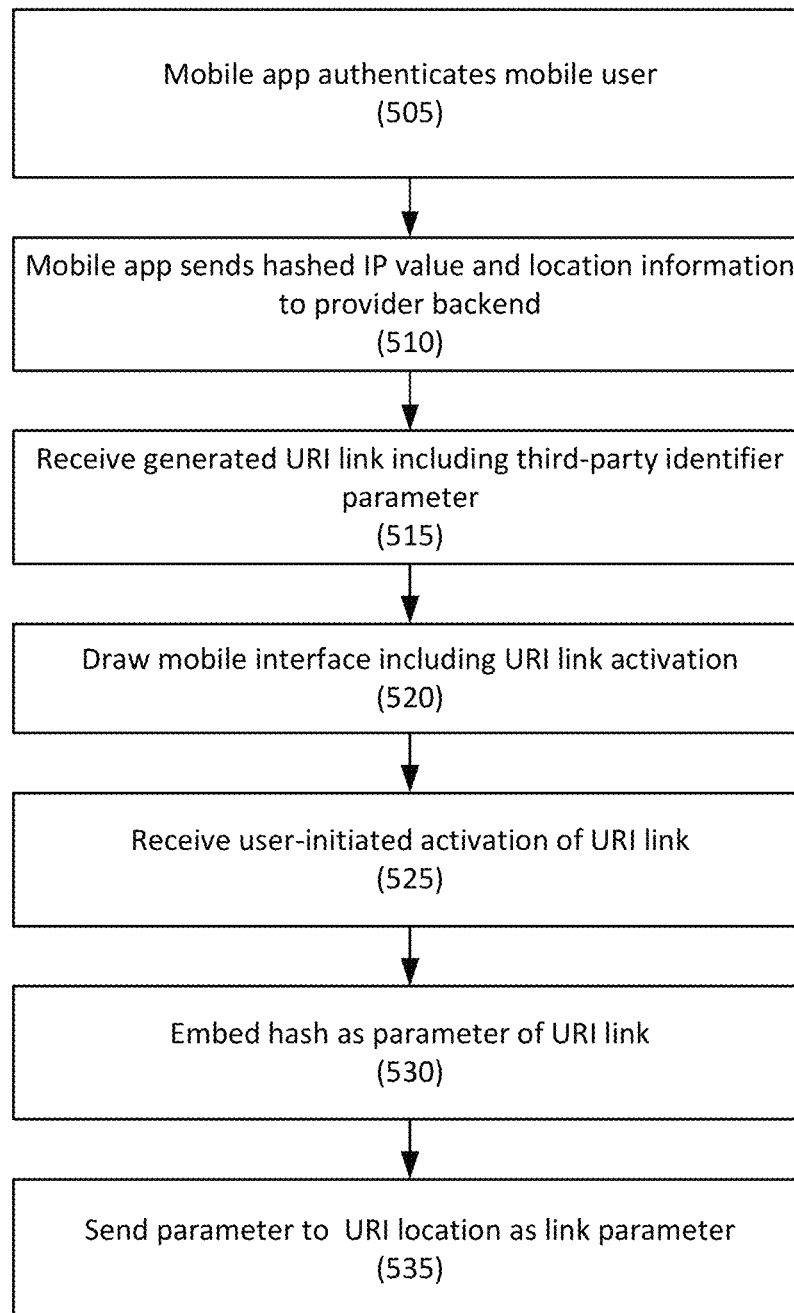 Mobile app authenticates mobile user
(505)
Mobile app sends hashed IP value and location information
to provider backend
(510)
Receive generated URI link including third-party identifier
parameter
(515)
Draw mobile interface including URI link activation
(520)
Receive user-initiated activation of URI link
(525)
Embed hash as parameter of URI link
(530)
Send parameter to URI location as link parameter
(535)